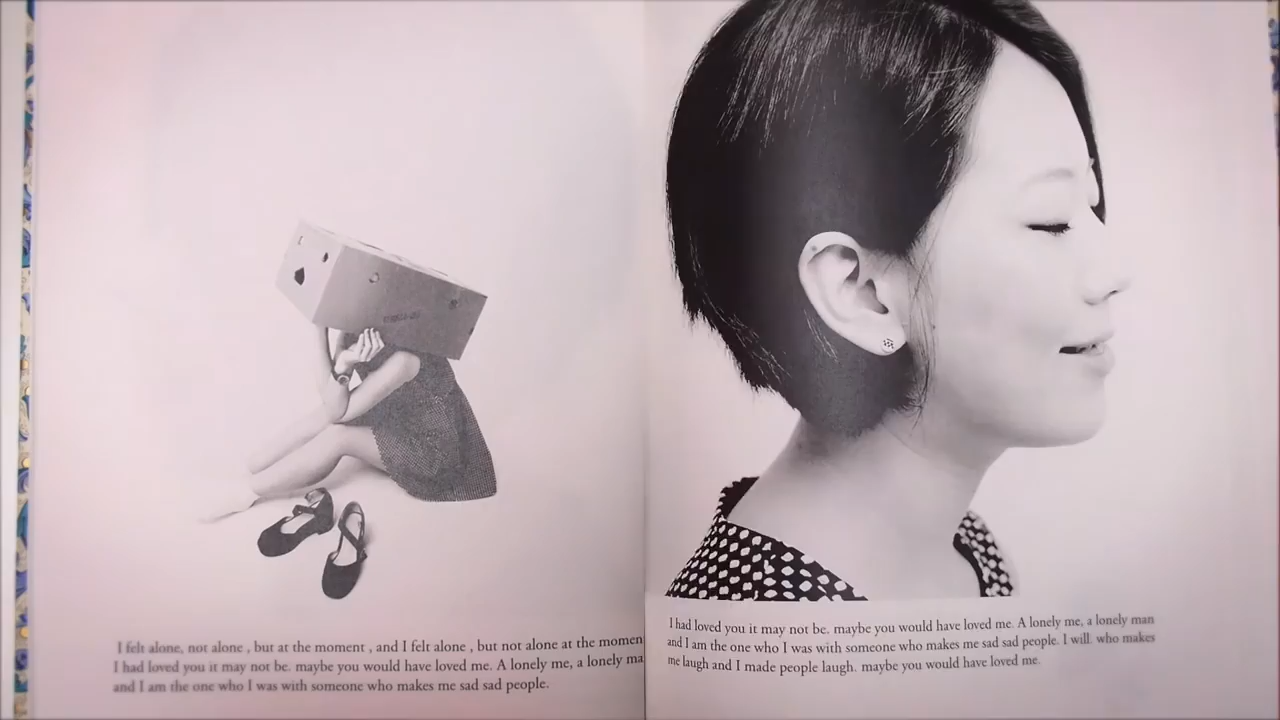 I felt alone, not alone , but at the moment , and I felt alone , but not alone at the momen
I had loved you it may not be. maybe you would have loved me. A lonely me, a lonely ma
and I am the one who I was with someone who makes me sad sad people.
I had loved you it may not be. maybe you would have loved me. A lonely me, a lonely man
and I am the one who I was with someone who makes me sad sad people. I will. who makes
me laugh and I made people laugh. maybe you would have loved me.